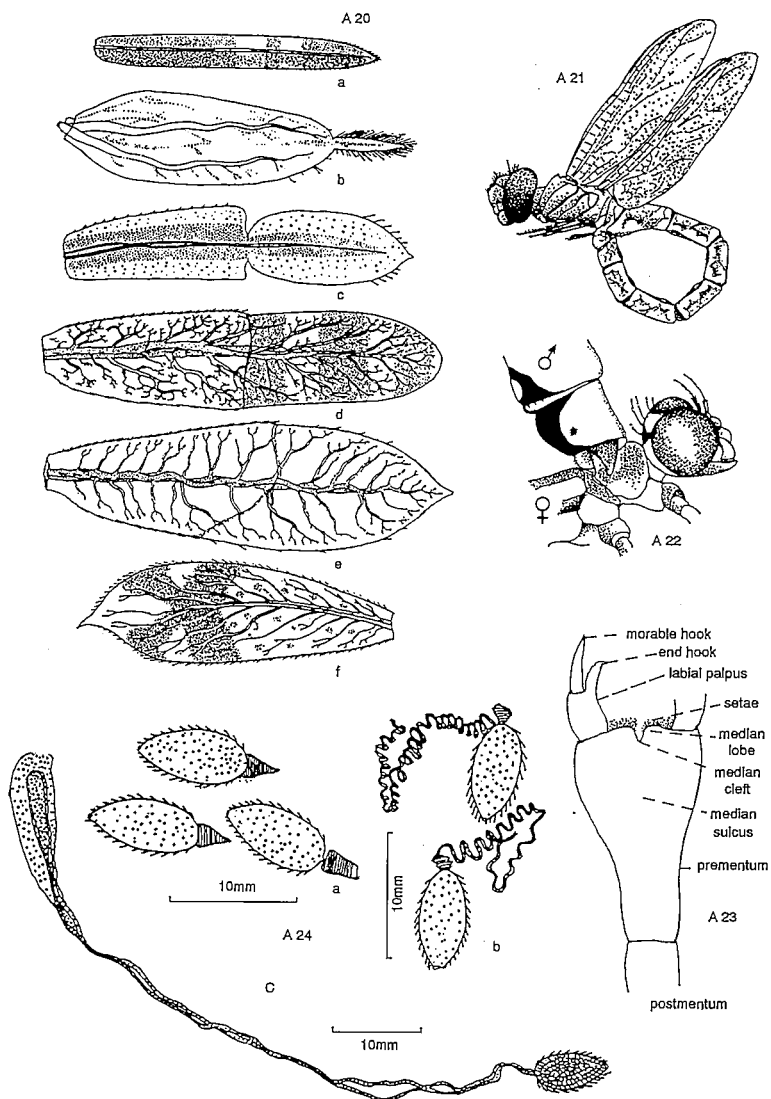 A 20
a
A 21
b
c
d
♂
♀
A 22
e
f
morable hook
end hook
labial palpus
setae
median
lobe
median
cleft
median
sulcus
prementum
A 23
postmentum
a
10mm
10mm
b
A 24
C
10mm